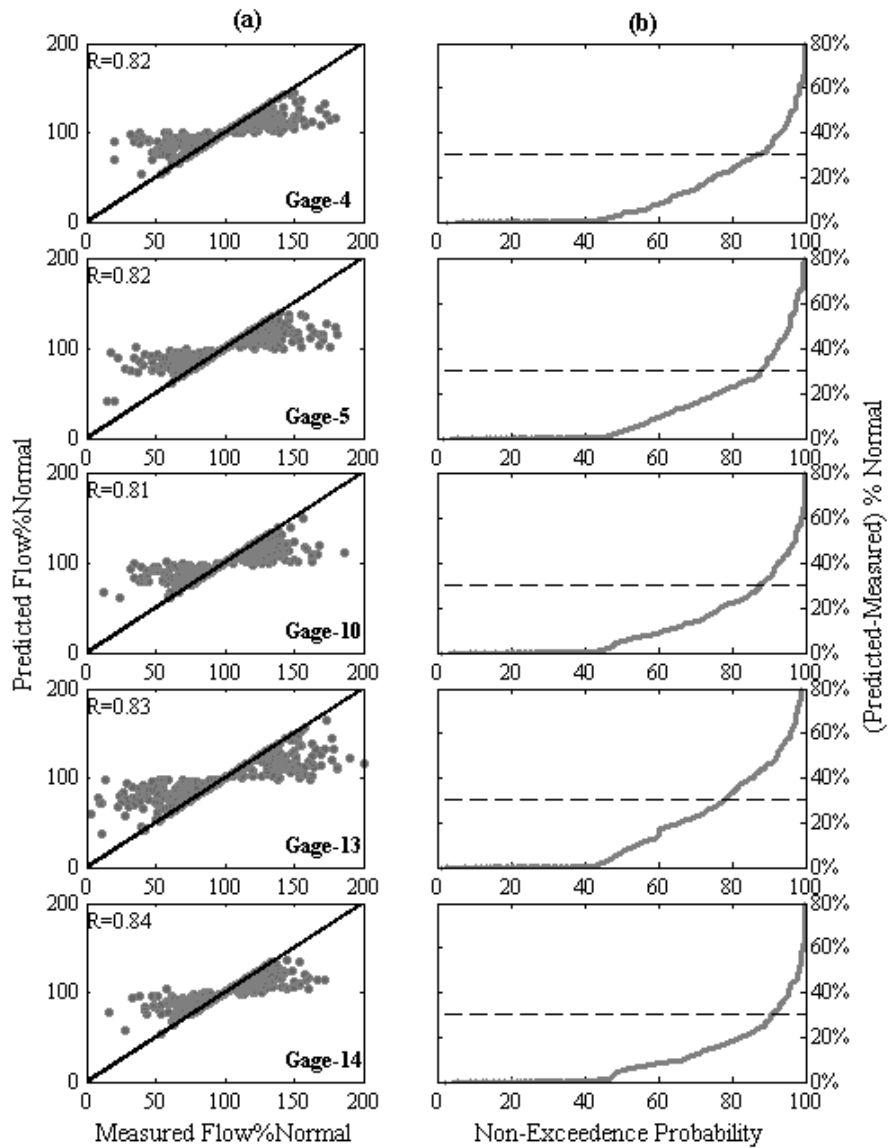 (a) (b)
200 80%
R=0.82
60%
100 40%
20%
Gage-4
0 0%
0 50 100 150 200 0 20 40 60 80 100
200 80%
R=0.82
60%
100 40%
20%
Gage-5
0 0%
0 50 100 150 200 0 20 40 60 80 100
200 80%
R=0.81
60%
100 40%
20%
Gage-10
0 0%
0 50 100 150 200 0 20 40 60 80 100
200 80%
R=0.83
60%
100 40%
20%
Gage-13
0 0%
0 50 100 150 200 0 20 40 60 80 100
200 80%
R=0.84
60%
100 40%
20%
Gage-14
0 0%
0 50 100 150 200 0 20 40 60 80 100
Measured Flow%Normal Non-Exceedence Probability
Predicted Flow%Normal
(Predicted-Measured) % Normal